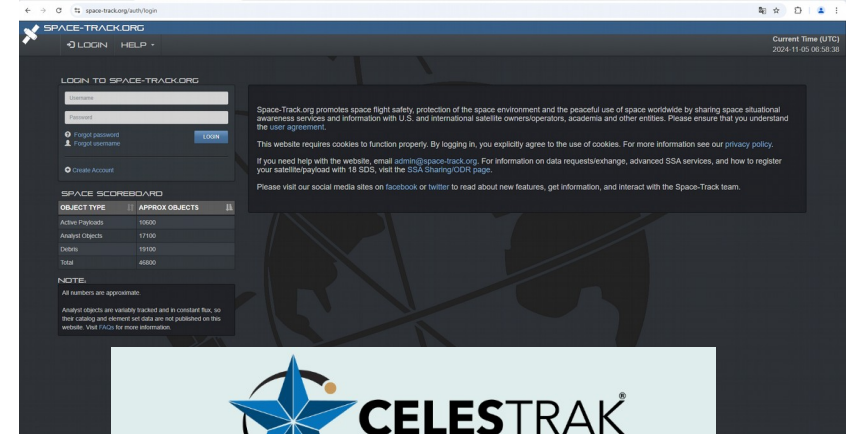 space-track.org/auth/login
SPACE-TRACK.ORG
LOGIN HELP
Current Time (UTC)
2024-11-05 06:58:38
LOGIN TO SPACE-TRACK.ORG
Username
Password
Forgot password
Forgot username
LOGIN
Create Account
SPACE SCOREBOARD
OBJECT TYPE APPROX OBJECTS
Active Payloads 10600
Analyst Objects 17100
Debris 19100
Total 46800
NOTE:
All numbers are approximate.
Analyst objects are variably tracked and in constant flux, so
their catalog and element set data are not published on this
website. Visit FAQs for more information.
Space-Track.org promotes space flight safety, protection of the space environment and the peaceful use of space worldwide by sharing space situational
awareness services and information with U.S. and international satellite owners/operators, academia and other entities. Please ensure that you understand
the user agreement.
This website requires cookies to function properly. By logging in, you explicitly agree to the use of cookies. For more information see our privacy policy.
If you need help with the website, email admin@space-track.org. For information on data requests/exhange, advanced SSA services, and how to register
your satellite/payload with 18 SDS, visit the SSA Sharing/ODR page.
Please visit our social media sites on facebook or twitter to read about new features, get information, and interact with the Space-Track team.
CELESTRAK®